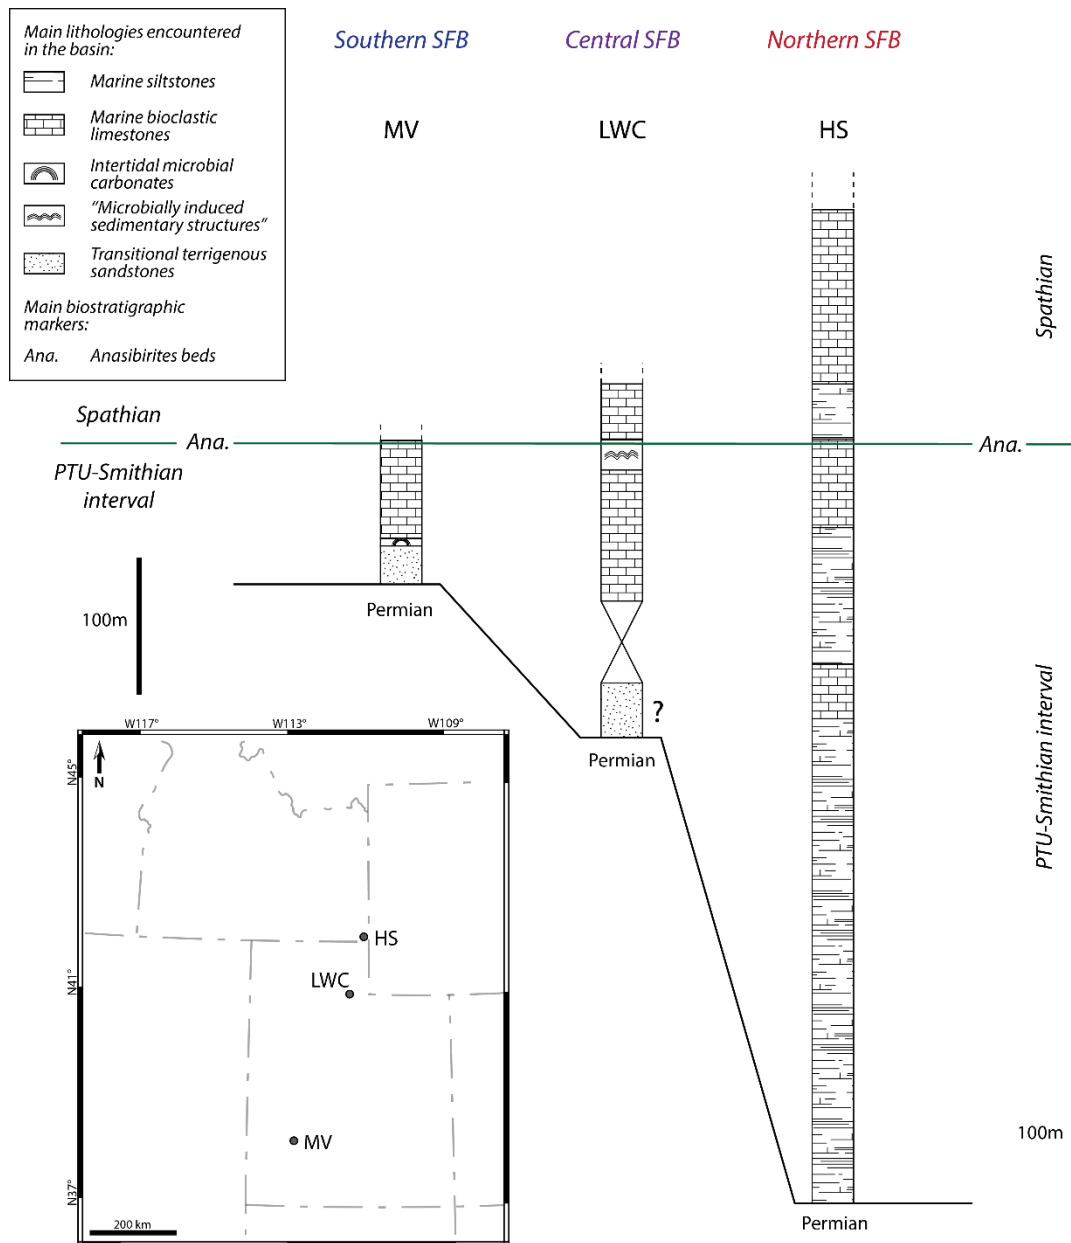 Main lithologies encountered
in the basin:
Marine siltstones
Marine bioclastic
limestones
Intertidal microbial
carbonates
"Microbially induced
sedimentary structures"
Transitional terrigenous
sandstones
Main biostratigraphic
markers:
Ana. Anasibirites beds
Southern SFB Central SFB Northern SFB
MV LWC HS
Spathian
Spathian
Ana. Ana.
PTU-Smithian
interval
PTU-Smithian interval
100m
Permian
?
Permian
100m
Permian
W117° W113° W109°
N45°
N
HS
LWC
N41°
MV
N37°
200 km